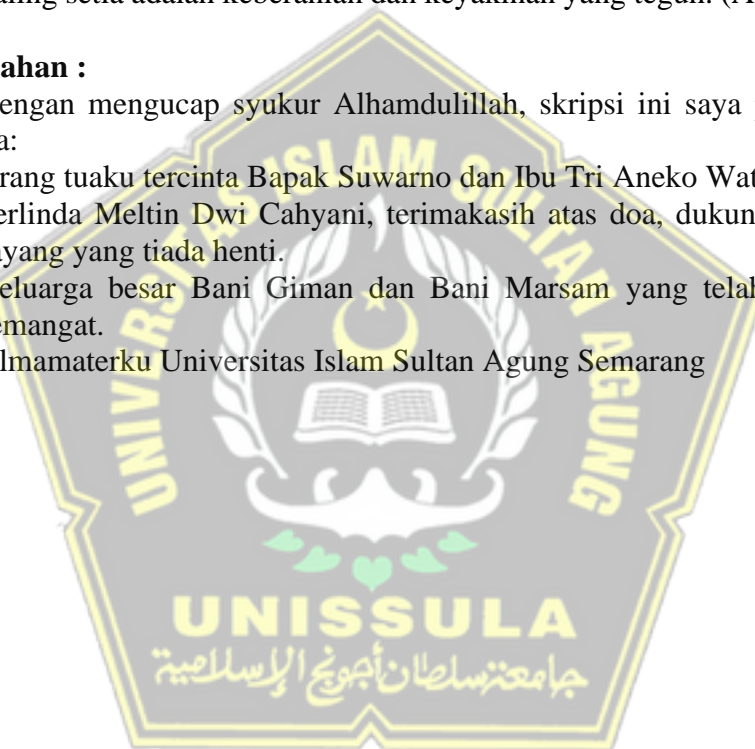 aling setia adalah keberanian dan keyakinan yang teguh. (A
ahan :
engan mengucap syukur Alhamdulillah, skripsi ini saya
a:
rang tuaku tercinta Bapak Suwarno dan Ibu Tri Aneko Wat
erlinda Meltin Dwi Cahyani, terimakasih atas doa, dukun
ayang yang tiada henti.
eluarga besar Bani Giman dan Bani Marsam yang telah
emangat.
lmamaterku Universitas Islam Sultan Agung Semarang
UNIVERSITAS ISLAM SULTAN AGUNG
UNISSULA
جامعة سلطان أجونج الإسلامية